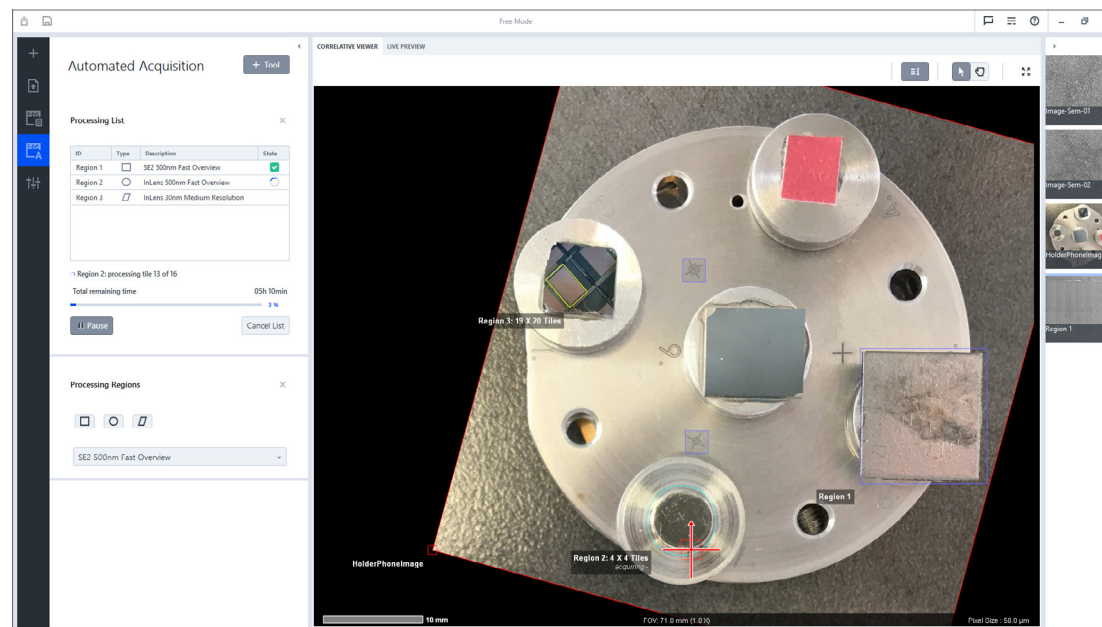 Free Mode
Automated Acquisition
+ Tool
Processing List
ID Type Description State
Region 1 SE2 500nm Fast Overview
Region 2 InLens 500nm Fast Overview
Region 3 InLens 30nm Medium Resolution
Region 2: processing tile 13 of 16
Total remaining time 05h 10min
2 %
Pause
Cancel List
Processing Regions
SE2 500nm Fast Overview
CORRELATIVE VIEWER LIVE PREVIEW
Region 3: 19 X 20 Tiles
Region 1
Region 2: 4 X 4 Tiles
acquiring -
HolderPhoneImage
10 mm
FOV: 71.0 mm (1.0 X)
Pixel Size : 50.0 µm
Image-Sem-01
Image-Sem-02
HolderPhoneImag
Region 1